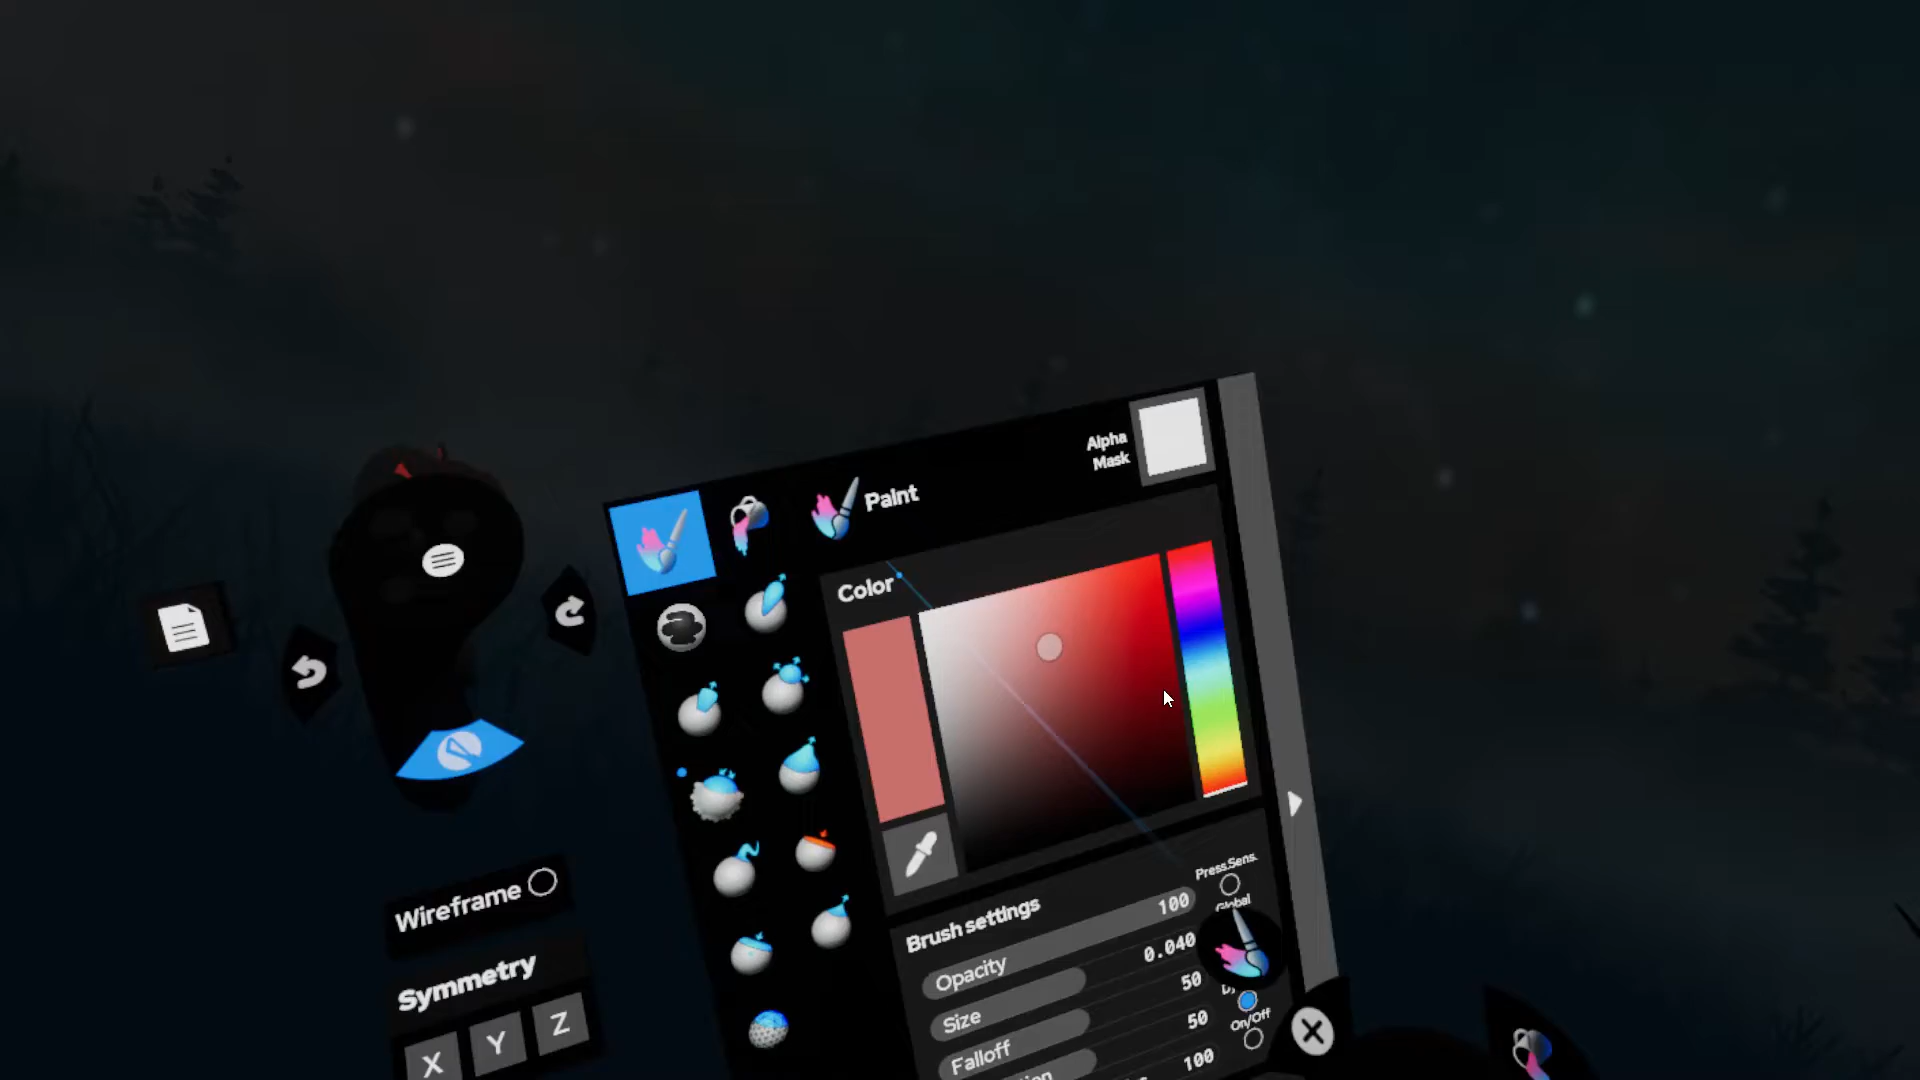 Alpha
Mask
Paint
Color
Press.Sens.
Global
Brush settings
Opacity 100
Size 0.040
Falloff 50
50
On/Off
100
Wireframe
Symmetry
X Y Z